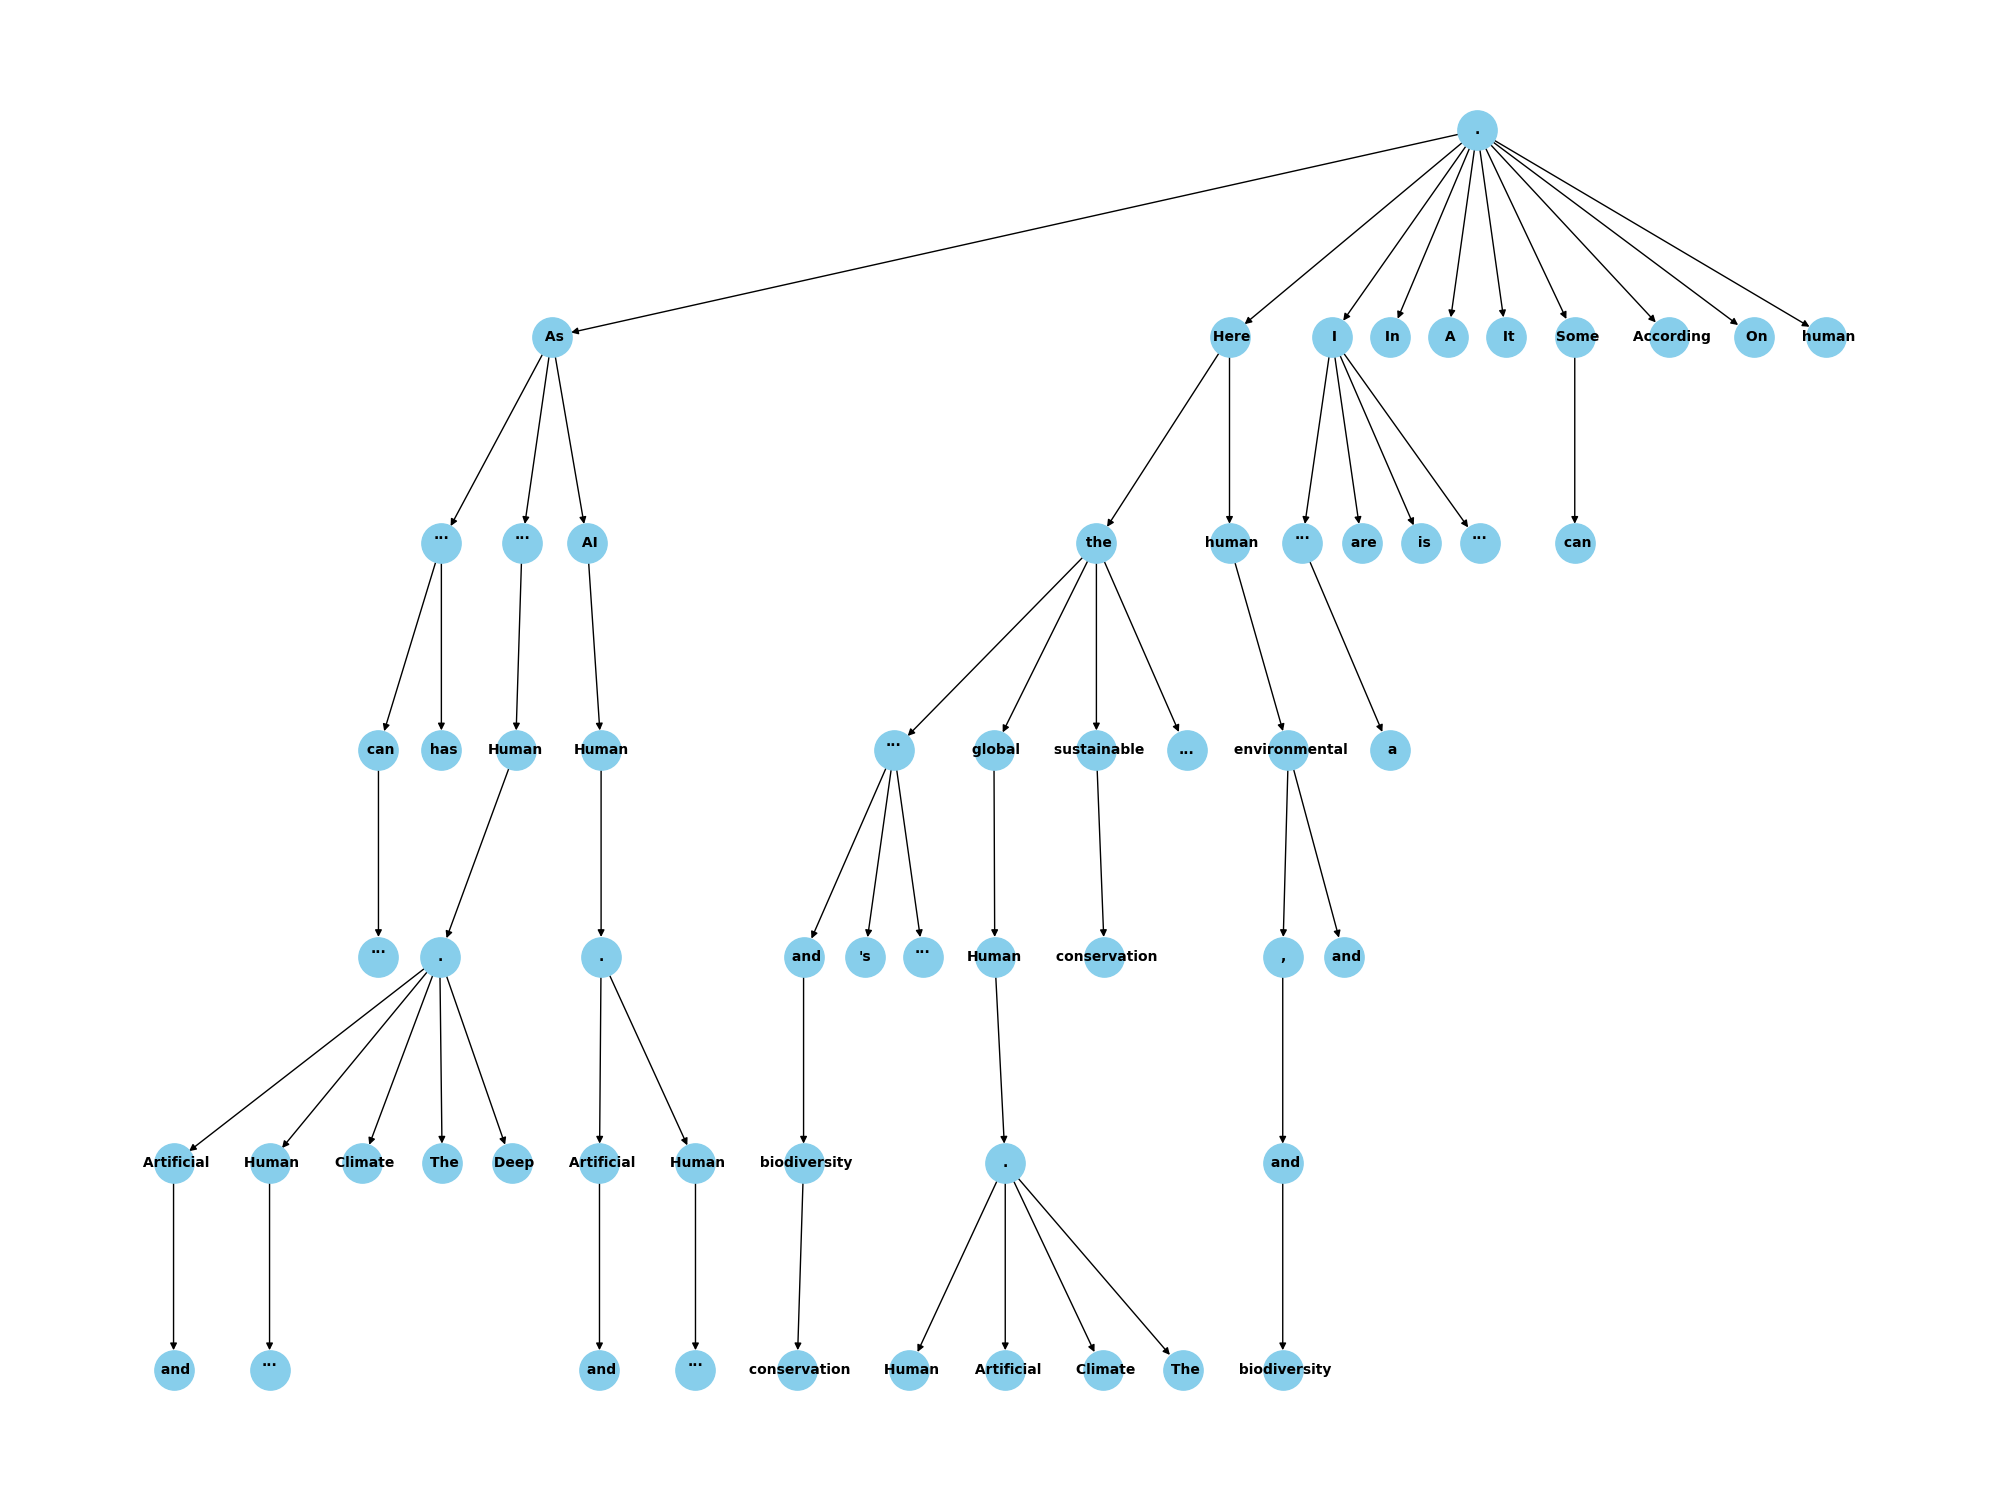 .
As Here I In A It Some According On human
... ... AI the human ... are is ... can
can has Human Human ... global sustainable ... environmental a
... . . and 's ... Human conservation , and
Artificial Human Climate The Deep Artificial Human biodiversity . and
and ... and ... conservation Human Artificial Climate The biodiversity